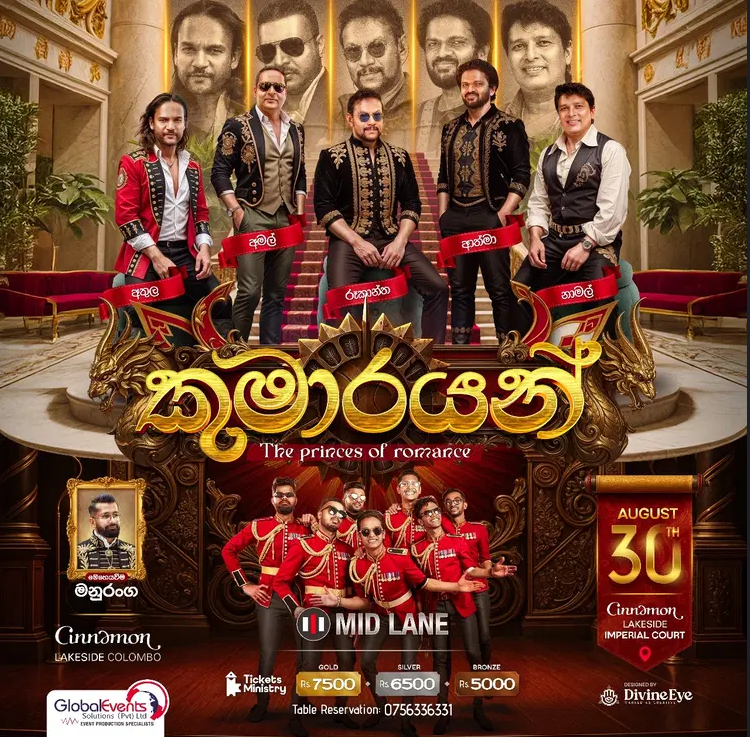 අමල්
ආත්මා
අතුල
රූකාන්ත
නාමල්
කුමාරයන්
The princes of romance
AUGUST
30TH
Cinnamon
LAKESIDE
IMPERIAL COURT
මෙහෙයවීම
මනුරංග
Cinnamon
LAKESIDE COLOMBO
MID LANE
Tickets
Ministry
GOLD
Rs. 7500
SILVER
Rs. 6500
BRONZE
Rs. 5000
Table Reservation: 0756336331
GlobalEvents
Solutions (Pvt) Ltd
EVENT PRODUCTION SPECIALISTS
DESIGNED BY
DivineEye